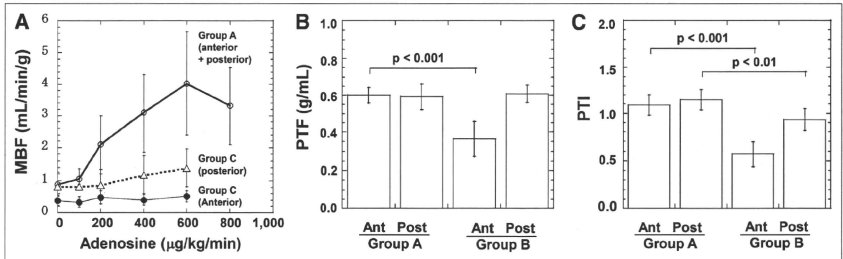 A
MBF (mL/min/g)
6
5
4
3
2
1
0
Group A
(anterior
+ posterior)
Group C
(posterior)
Group C
(Anterior)
0 200 400 600 800 1,000
Adenosine (µg/kg/min)
B
PTF (g/mL)
1.0
0.8
0.6
0.4
0.2
0.0
p < 0.001
Ant Post Ant Post
Group A Group B
C
PTI
2.0
1.5
1.0
0.5
0.0
p < 0.001
p < 0.01
Ant Post Ant Post
Group A Group B